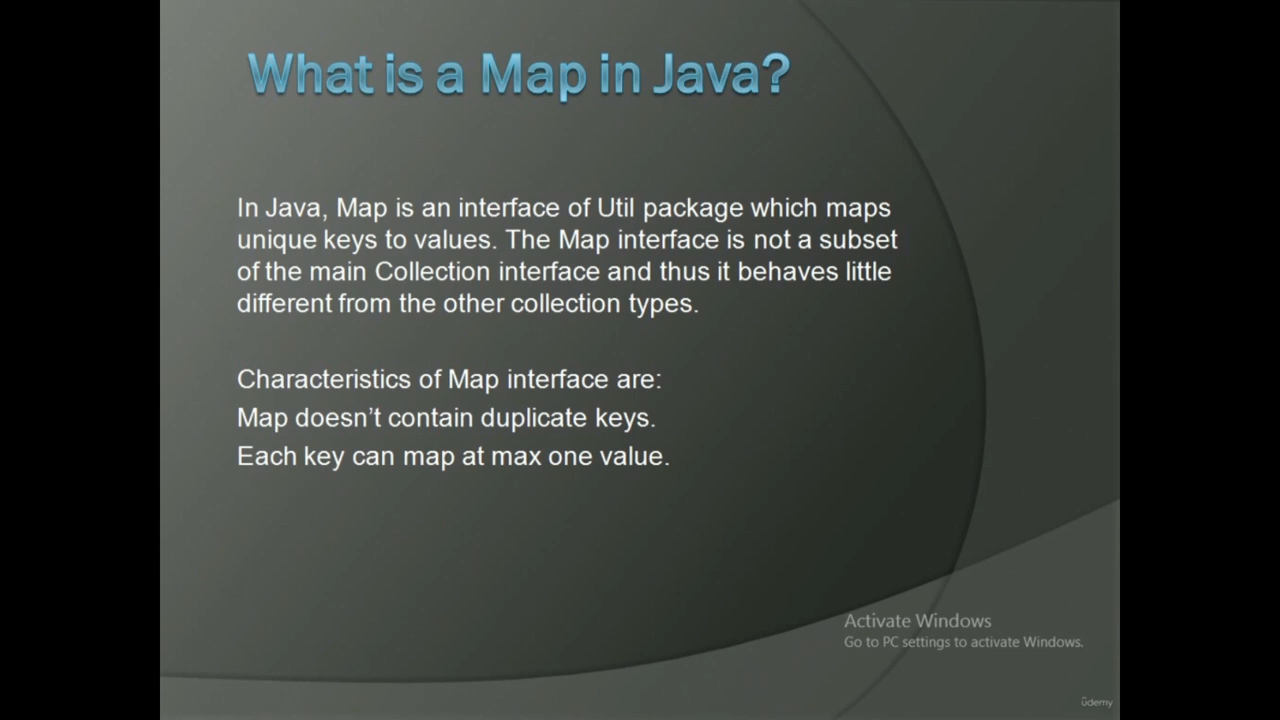 What is a Map in Java?
In Java, Map is an interface of Util package which maps
unique keys to values. The Map interface is not a subset
of the main Collection interface and thus it behaves little
different from the other collection types.
Characteristics of Map interface are:
Map doesn’t contain duplicate keys.
Each key can map at max one value.
Activate Windows
Go to PC settings to activate Windows.
ûdemy